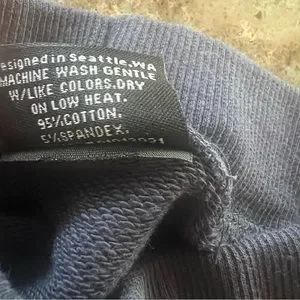 esigned in Seattle,WA
MACHINE WASH GENTLE
W/LIKE COLORS.DRY
ON LOW HEAT.
95%COTTON.
5%SPANDEX.